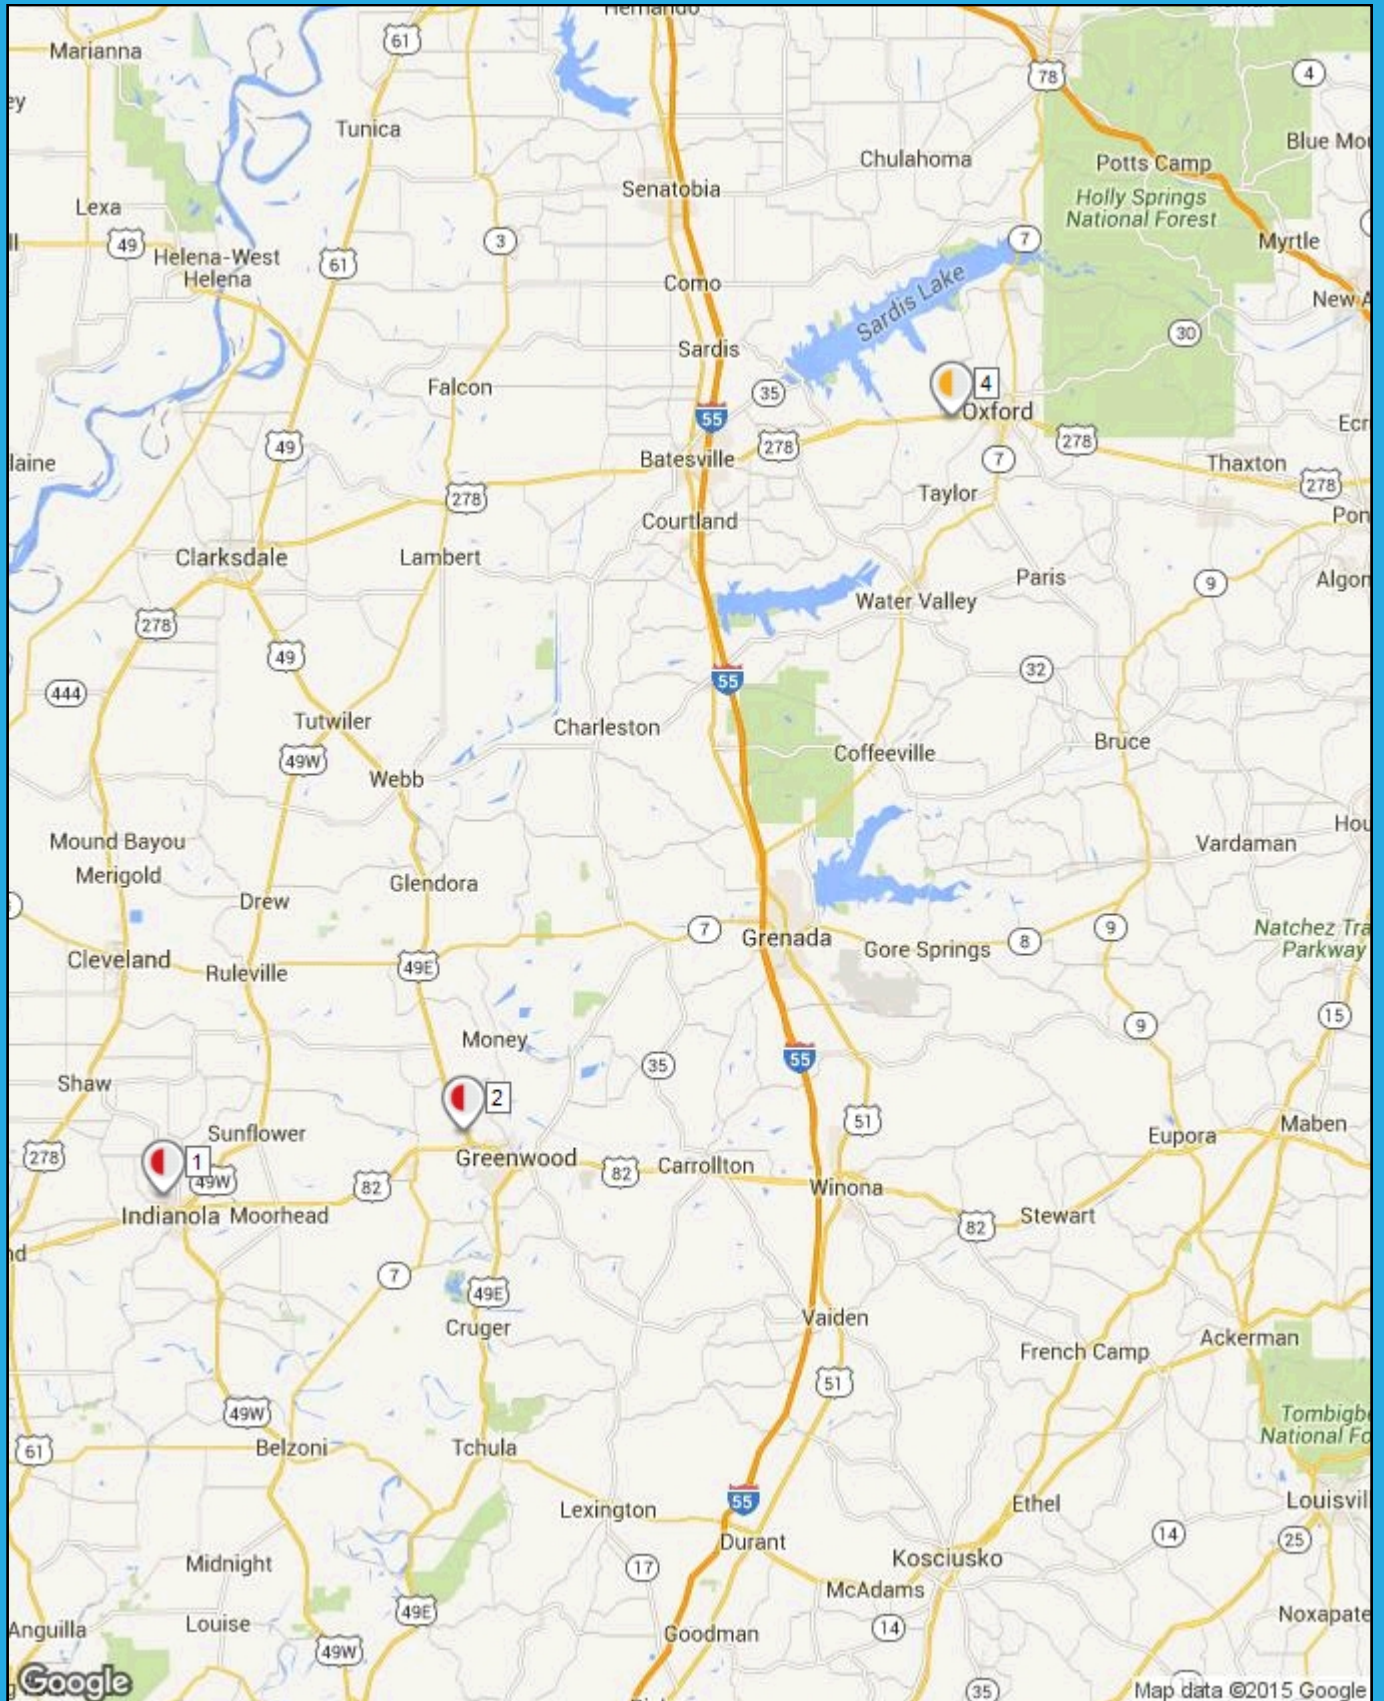 Hernando
Marianna
61
78
4
ey
Tunica
Chulahoma
Blue Mou
Potts Camp
Senatobia
Holly Springs
National Forest
Lexa
7
Myrtle
ll
49
Helena-West
Helena
61
3
Como
Sardis Lake
New A
30
Sardis
Falcon
35
4
55
Oxford
278
278
Ecr
49
Batesville
7
Thaxton
laine
278
Taylor
278
Pon
Courtland
Clarksdale
Lambert
Paris
9
Algon
Water Valley
278
49
32
444
55
Tutwiler
Charleston
Bruce
49W
Coffeeville
Webb
Hou
Mound Bayou
Vardaman
Merigold
Glendora
Drew
Natchez Tra
Parkway
7
Grenada
8
9
Cleveland
Ruleville
49E
Gore Springs
15
Money
9
35
55
Shaw
2
51
Sunflower
Eupora
Maben
278
1
49W
Greenwood
82
Carrollton
82
Winona
Indianola
Moorhead
Stewart
82
nd
7
49E
Cruger
Vaiden
Ackerman
French Camp
51
49W
Tombigbe
National Fo
61
Belzoni
Tchula
55
Lexington
Ethel
Louisvil
14
25
Durant
Kosciusko
Midnight
17
McAdams
49E
Anguilla
Louise
14
Noxapate
Goodman
49W
Google
35
Map data ©2015 Google